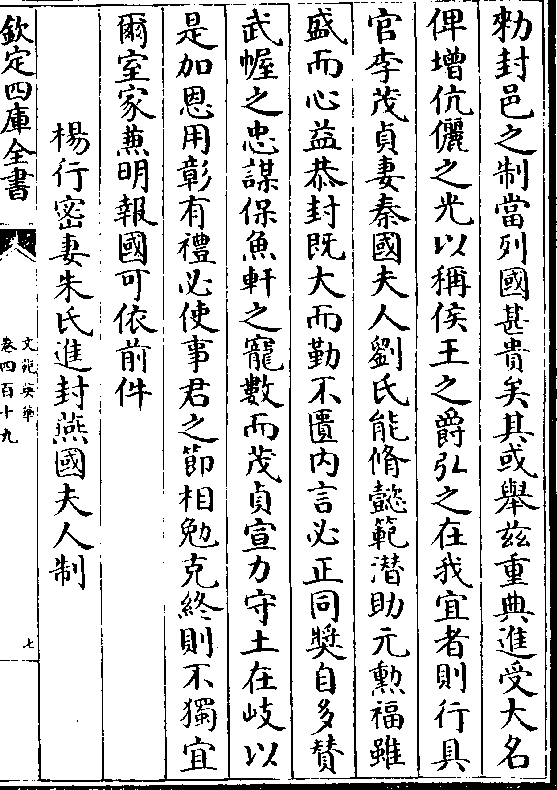 勑封邑之制當列國甚貴矣其或舉兹重典進受大名
俾増伉儷之光以稱侯王之爵弘之在我宜者則行具
官李茂貞妻秦國夫人劉氏能脩懿範潛助元勲福雖
盛而心益恭封既大而勤不匱内言必正同奬自多賛
武幄之忠謀保魚軒之寵數而茂貞宣力守土在岐以
是加恩用彰有禮必使事君之節相勉克終則不獨宜
爾室家兼明報國可依前件
楊行密妻朱氏進封燕國夫人制
欽定四庫全書
文苑英華
卷四百十九
七